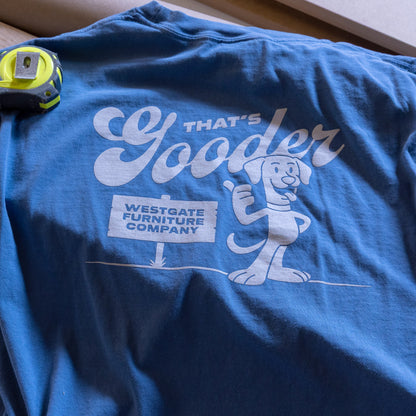 THAT'S
Gooder
WESTGATE
FURNITURE
COMPANY